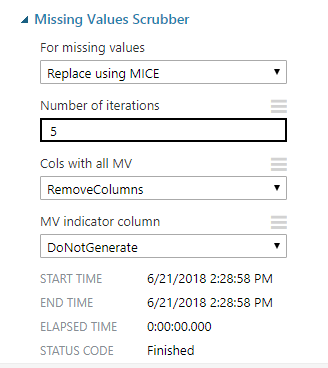 Missing Values Scrubber
For missing values
Replace using MICE
Number of iterations
5
Cols with all MV
RemoveColumns
MV indicator column
DoNotGenerate
START TIME 6/21/2018 2:28:58 PM
END TIME 6/21/2018 2:28:58 PM
ELAPSED TIME 0:00:00.000
STATUS CODE Finished